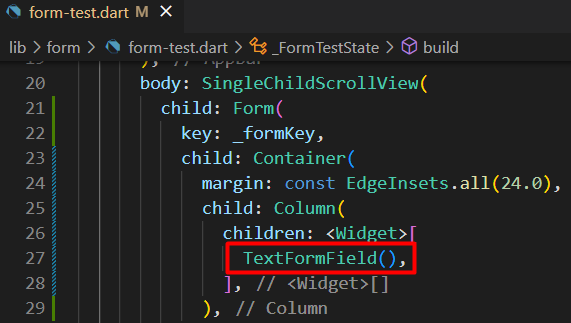 form-test.dart M
lib > form > form-test.dart > _FormTestState > build
19 ), // AppBar
20 body: SingleChildScrollView(
21 child: Form(
22 key: _formKey,
23 child: Container(
24 margin: const EdgeInsets.all(24.0),
25 child: Column(
26 children: <Widget>[
27 TextFormField(),
28 ], // <Widget>[]
29 ), // Column